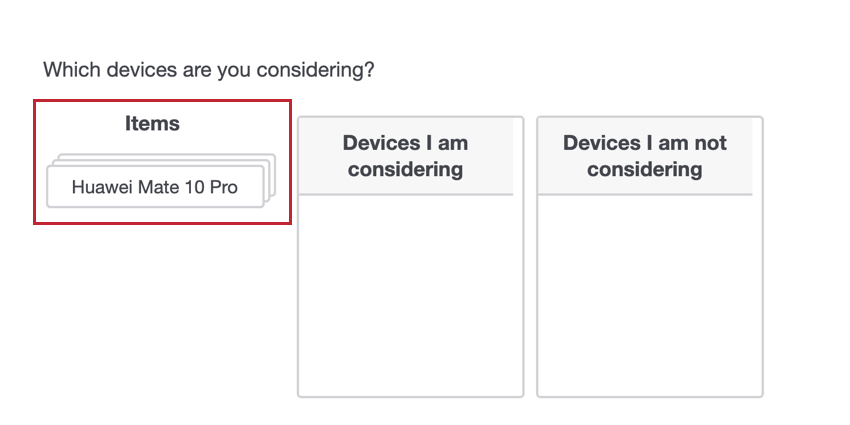 Which devices are you considering?
Items
Huawei Mate 10 Pro
Devices I am
considering
Devices I am not
considering